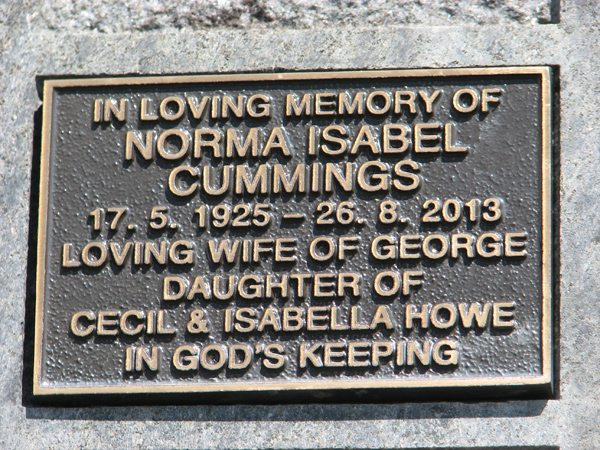 IN LOVING MEMORY OF
NORMA ISABEL
CUMMINGS
17. 5. 1925 – 26. 8. 2013
LOVING WIFE OF GEORGE
DAUGHTER OF
CECIL & ISABELLA HOWE
IN GOD'S KEEPING